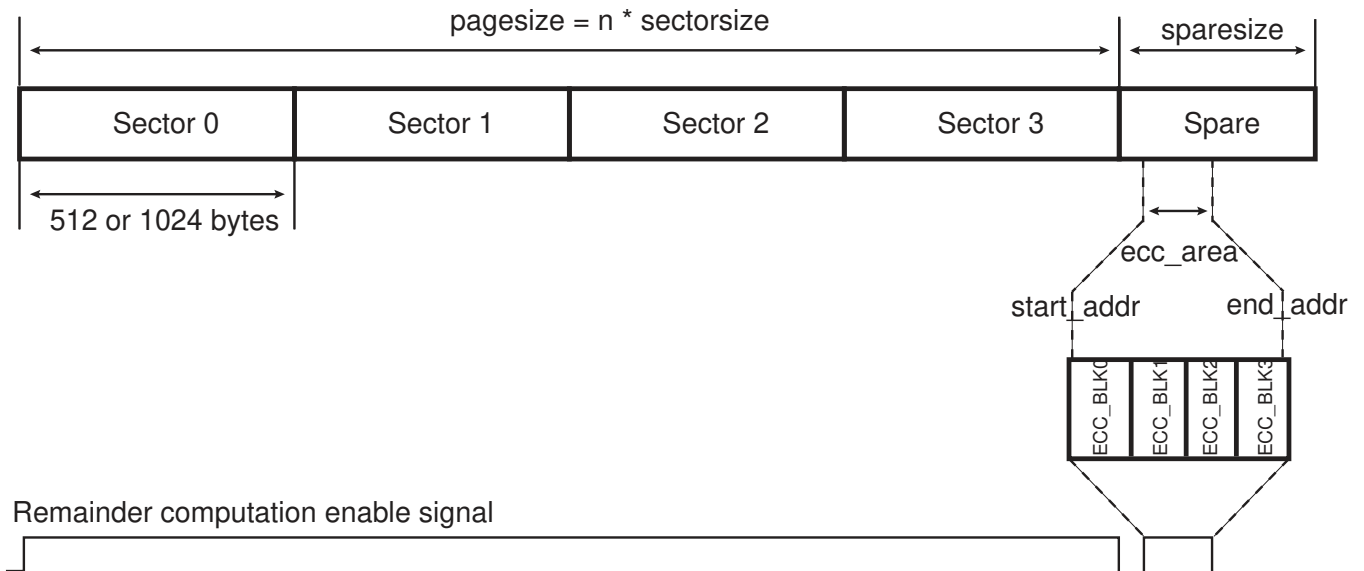 pagesize = n * sectorsize
sparesize
Sector 0
Sector 1
Sector 2
Sector 3
Spare
512 or 1024 bytes
ecc_area
start_addr
end_addr
ECC_BLK0
ECC_BLK1
ECC_BLK2
ECC_BLK3
Remainder computation enable signal